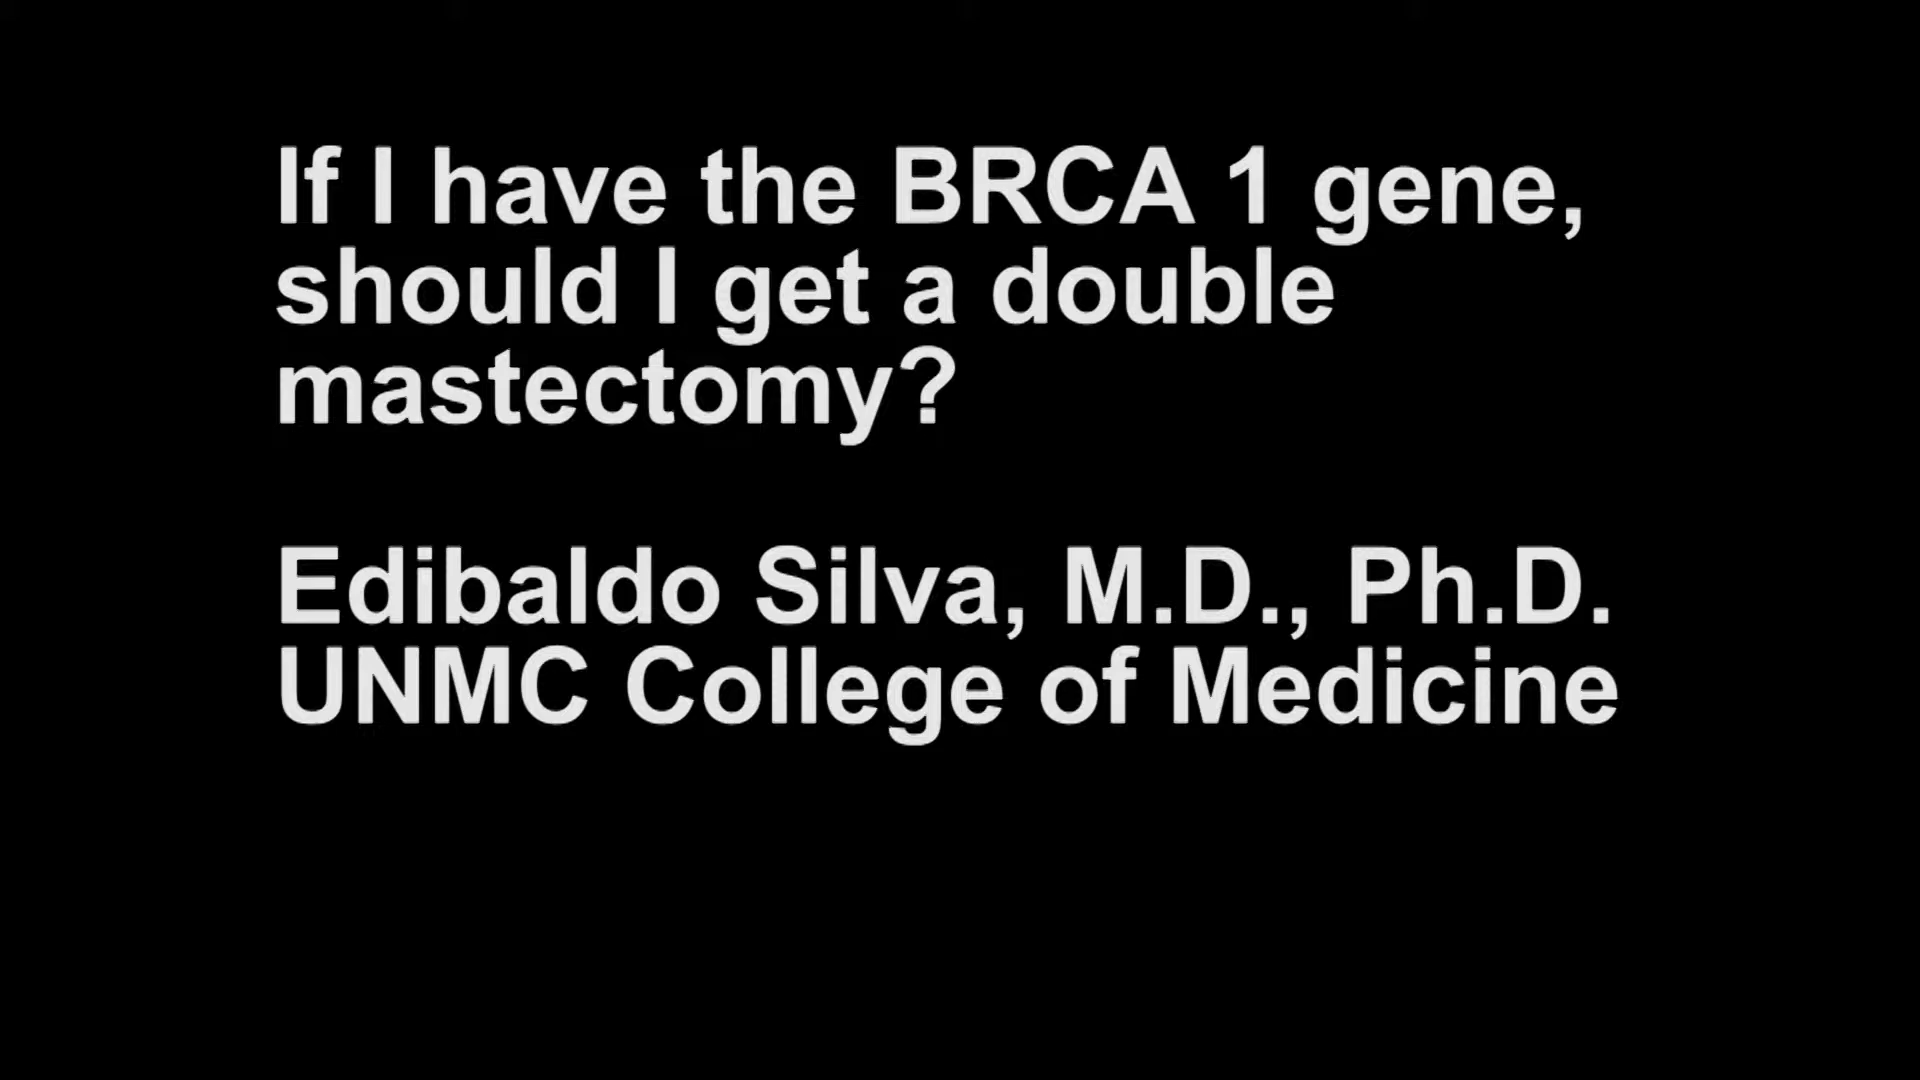 If I have the BRCA 1 gene,
should I get a double
mastectomy?
Edibaldo Silva, M.D., Ph.D.
UNMC College of Medicine